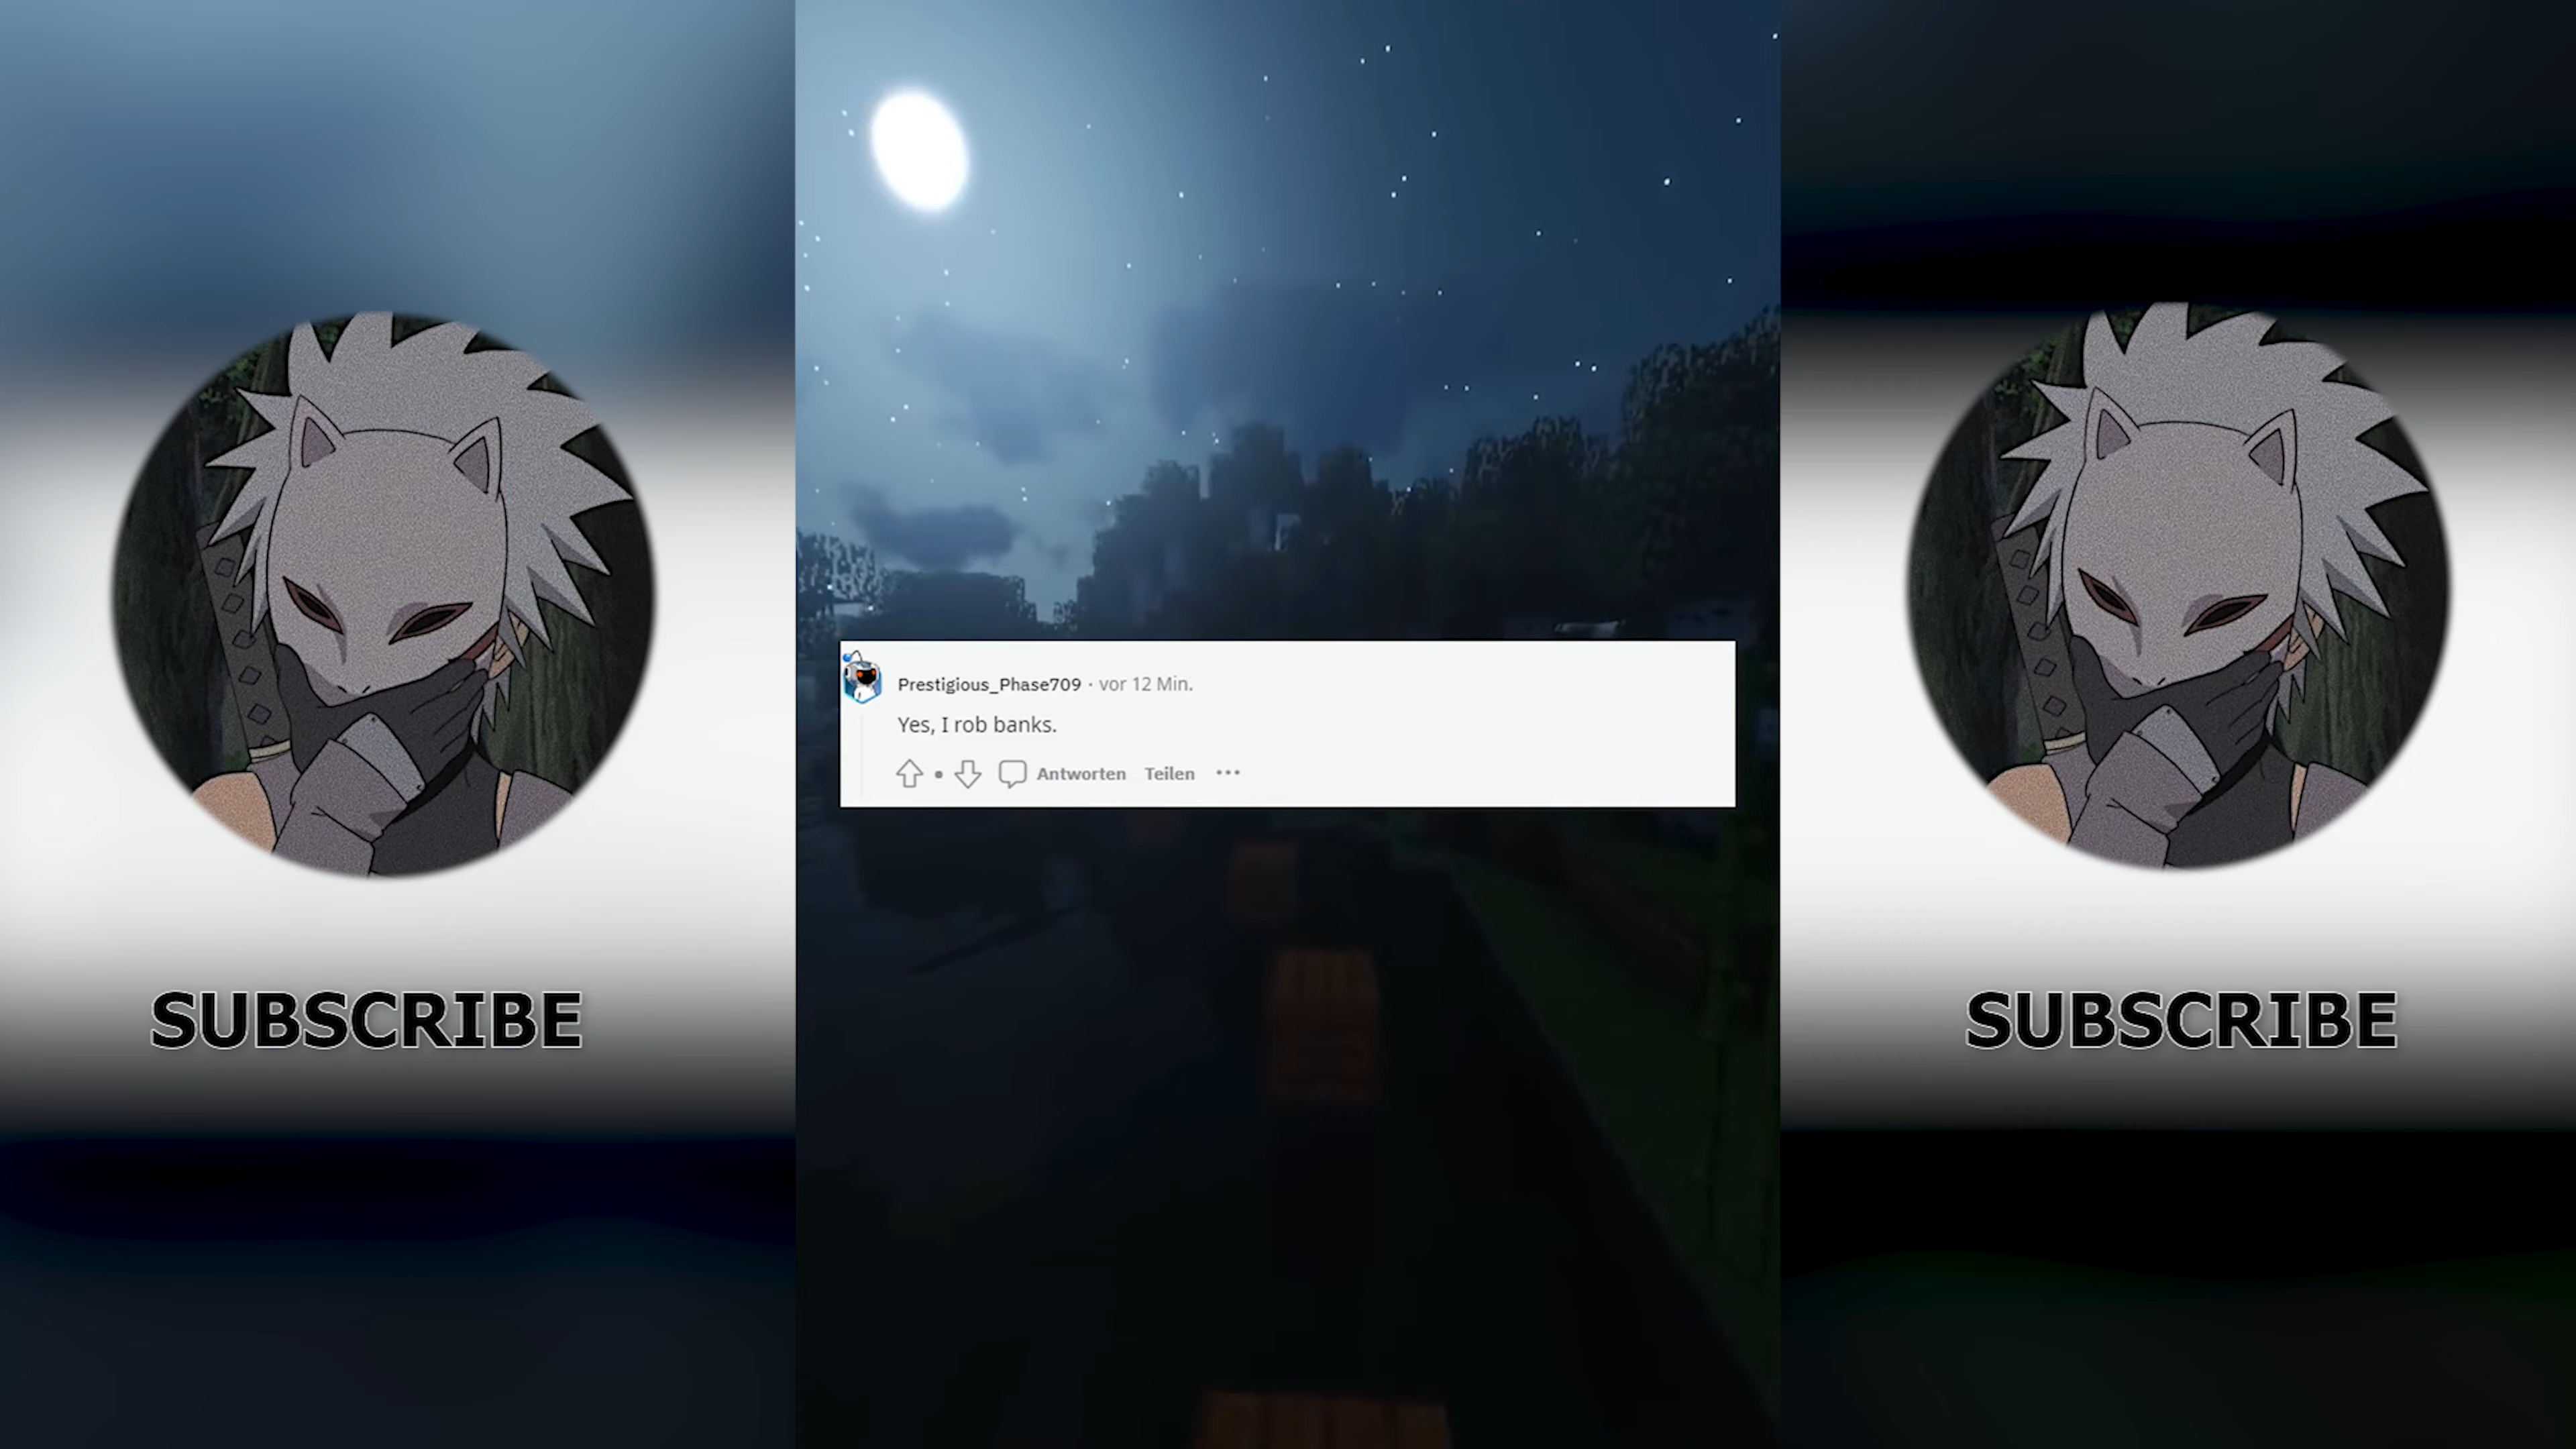 Prestigious_Phase709 · vor 12 Min.
Yes, I rob banks.
Antworten Teilen ···
SUBSCRIBE
SUBSCRIBE